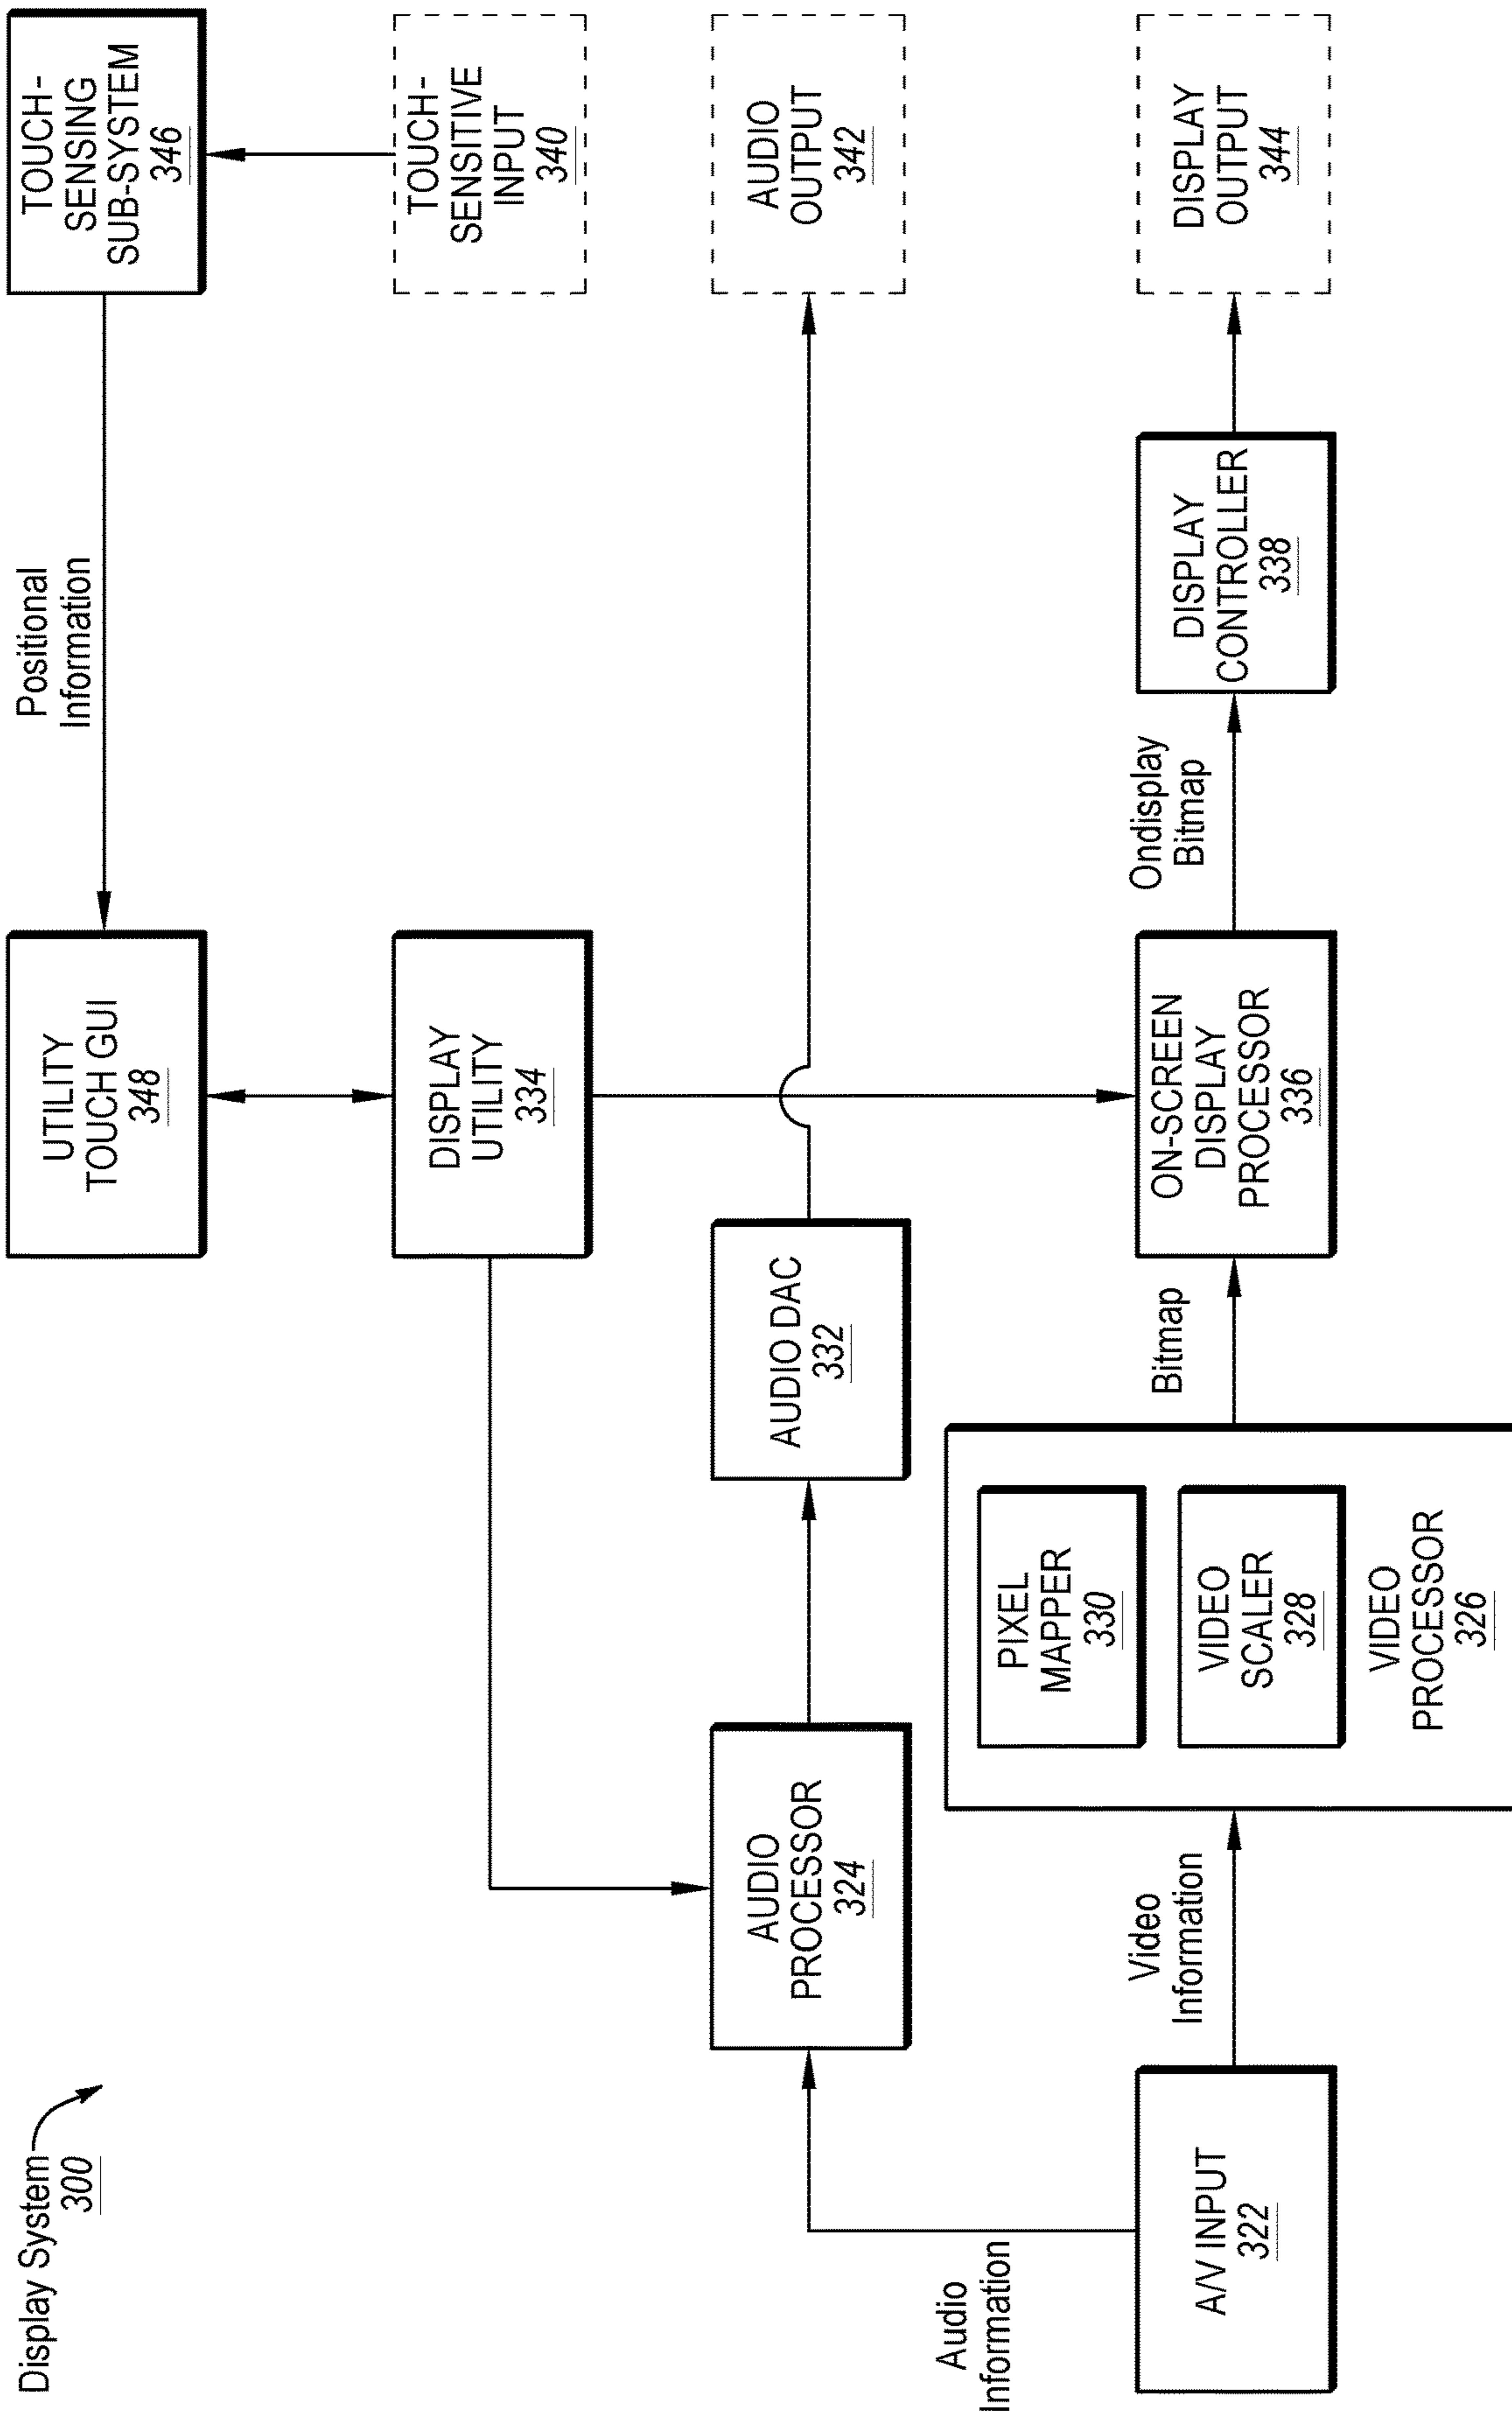 Display System
300
UTILITY
TOUCH GUI
348
Positional
Information
TOUCH-
SENSING
SUB-SYSTEM
346
DISPLAY
UTILITY
334
TOUCH-
SENSITIVE
INPUT
340
AUDIO
PROCESSOR
324
AUDIO DAC
332
AUDIO
OUTPUT
342
Audio
Information
A/V INPUT
322
Video
Information
PIXEL
MAPPER
330
VIDEO
SCALER
328
VIDEO
PROCESSOR
326
Bitmap
ON-SCREEN
DISPLAY
PROCESSOR
336
Ondisplay
Bitmap
DISPLAY
CONTROLLER
338
DISPLAY
OUTPUT
344